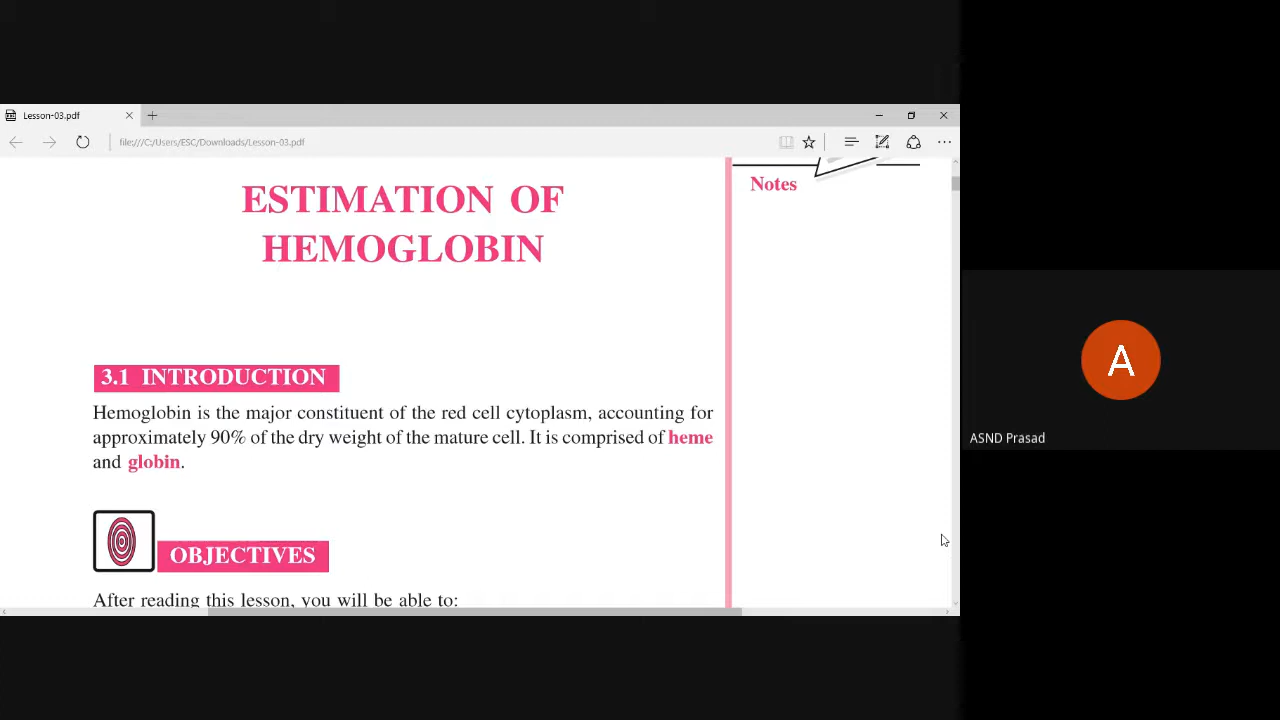 Lesson-03.pdf
file:///C:/Users/ESC/Downloads/Lesson-03.pdf
Notes
ESTIMATION OF
HEMOGLOBIN
3.1 INTRODUCTION
Hemoglobin is the major constituent of the red cell cytoplasm, accounting for
approximately 90% of the dry weight of the mature cell. It is comprised of heme
and globin.
OBJECTIVES
After reading this lesson, you will be able to:
A
ASND Prasad